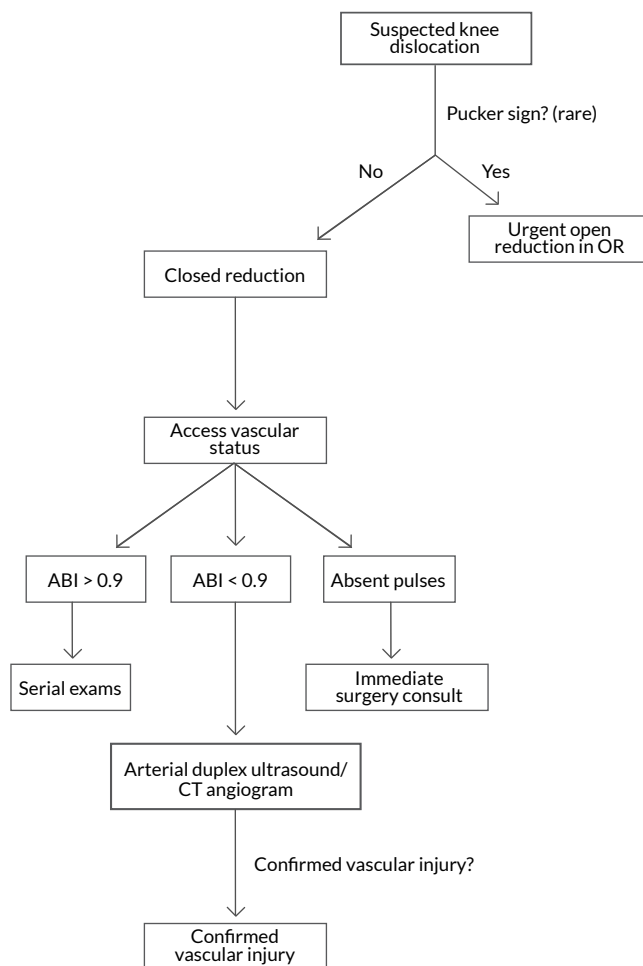 Suspected knee
dislocation
Pucker sign? (rare)
No
Yes
Urgent open
reduction in OR
Closed reduction
Access vascular
status
ABI > 0.9
ABI < 0.9
Absent pulses
Serial exams
Immediate
surgery consult
Arterial duplex ultrasound/
CT angiogram
Confirmed vascular injury?
Confirmed
vascular injury